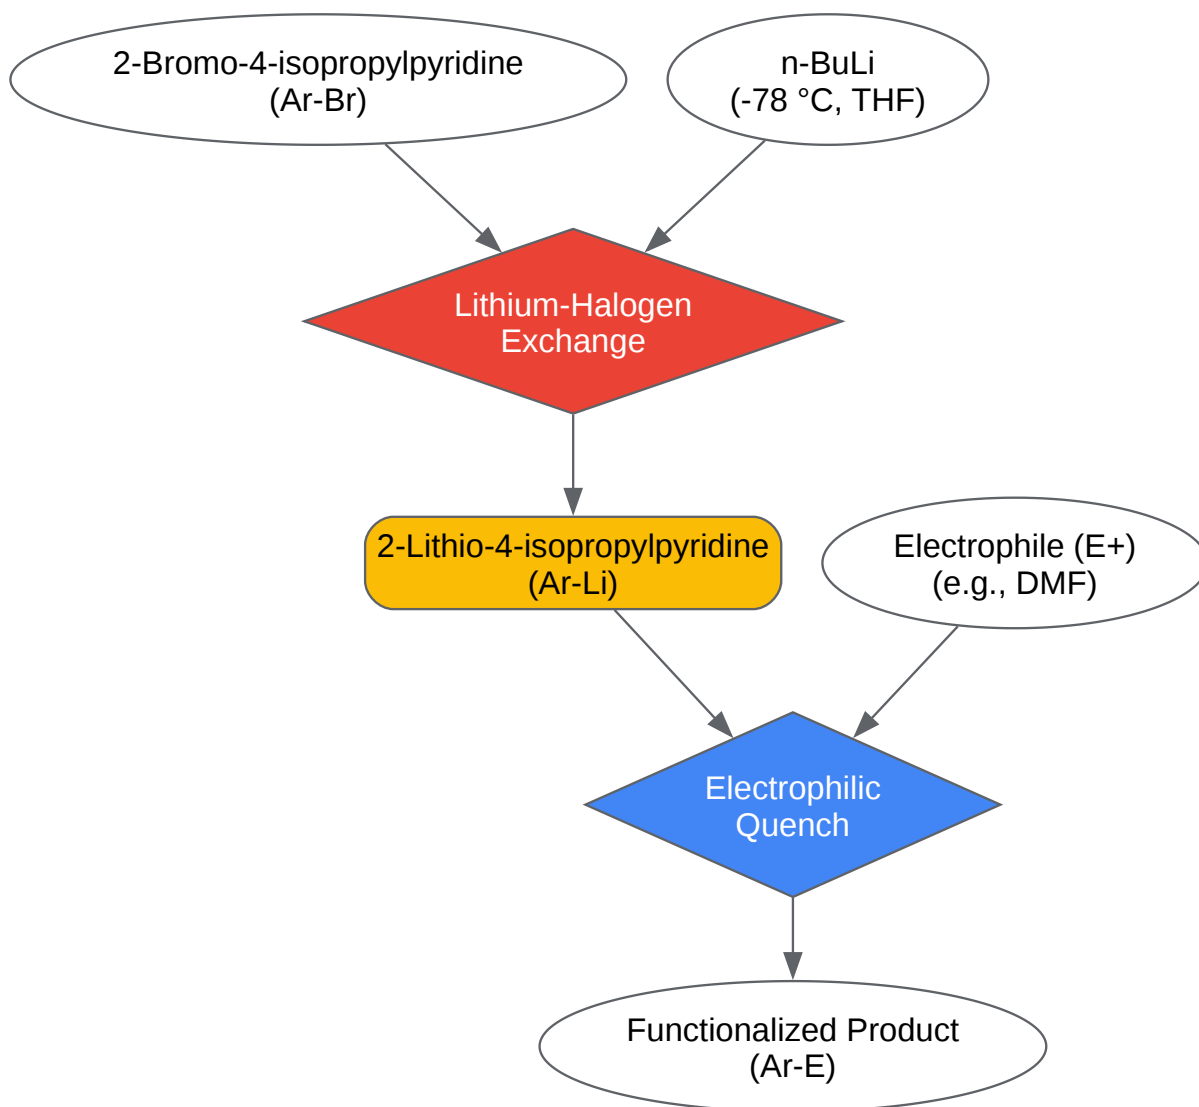 2-Bromo-4-isopropylpyridine
(Ar-Br)
n-BuLi
(-78 °C, THF)
Lithium-Halogen
Exchange
2-Lithio-4-isopropylpyridine
(Ar-Li)
Electrophile (E+)
(e.g., DMF)
Electrophilic
Quench
Functionalized Product
(Ar-E)